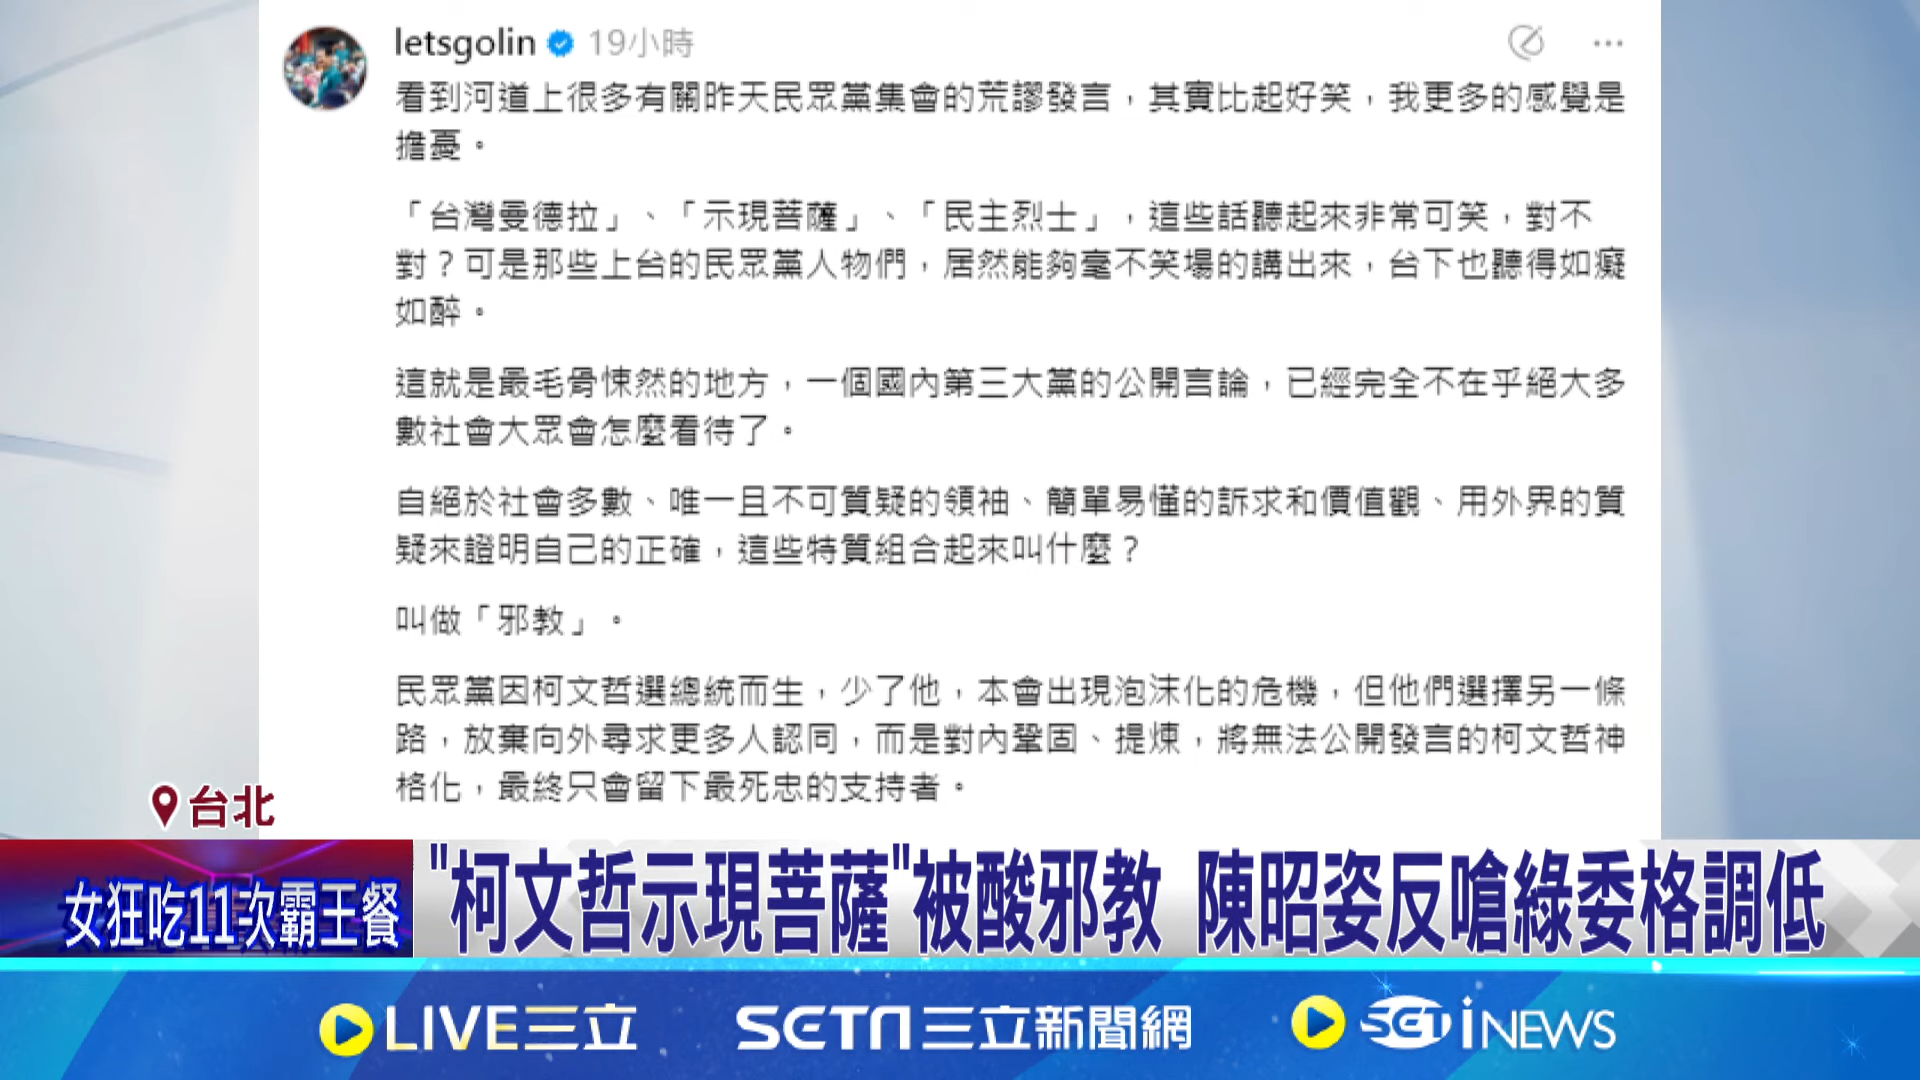 letsgolin 19小時
看到河道上很多有關昨天民眾黨集會的荒謬發言，其實比起好笑，我更多的感覺是
擔憂。
「台灣曼德拉」、「示現菩薩」、「民主烈士」，這些話聽起來非常可笑，對不
對？可是那些上台的民眾黨人物們，居然能夠毫不笑場的講出來，台下也聽得如癡
如醉。
這就是最毛骨悚然的地方，一個國內第三大黨的公開言論，已經完全不在乎絕大多
數社會大眾會怎麼看待了。
自絕於社會多數、唯一且不可質疑的領袖、簡單易懂的訴求和價值觀、用外界的質
疑來證明自己的正確，這些特質組合起來叫什麼？
叫做「邪教」。
民眾黨因柯文哲選總統而生，少了他，本會出現泡沫化的危機，但他們選擇另一條
路，放棄向外尋求更多人認同，而是對內鞏固、提煉，將無法公開發言的柯文哲神
格化，最終只會留下最死忠的支持者。
台北
女狂吃11次霸王餐
"柯文哲示現菩薩"被酸邪教 陳昭姿反嗆綠委格調低
LIVE三立 SETN三立新聞網 SET iNEWS